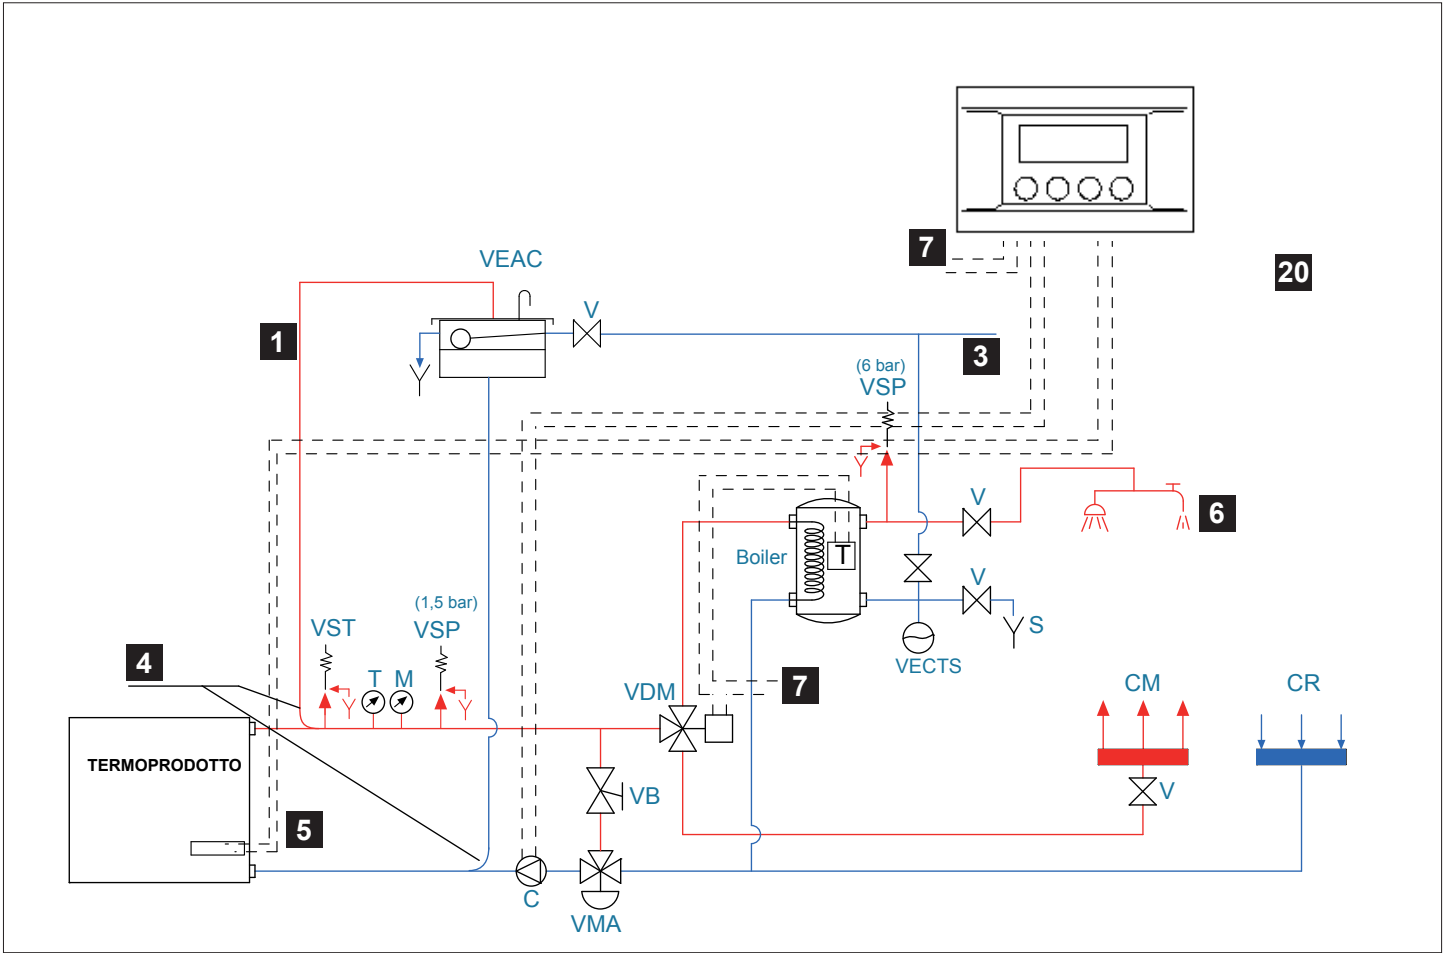 7
20
VEAC
V
1
3
(6 bar)
VSP
V
6
Boiler
T
V
S
(1,5 bar)
VST
VSP
4
T M
VECTS
7
VDM
CM
CR
TERMOPRODOTTO
VB
V
5
C
VMA